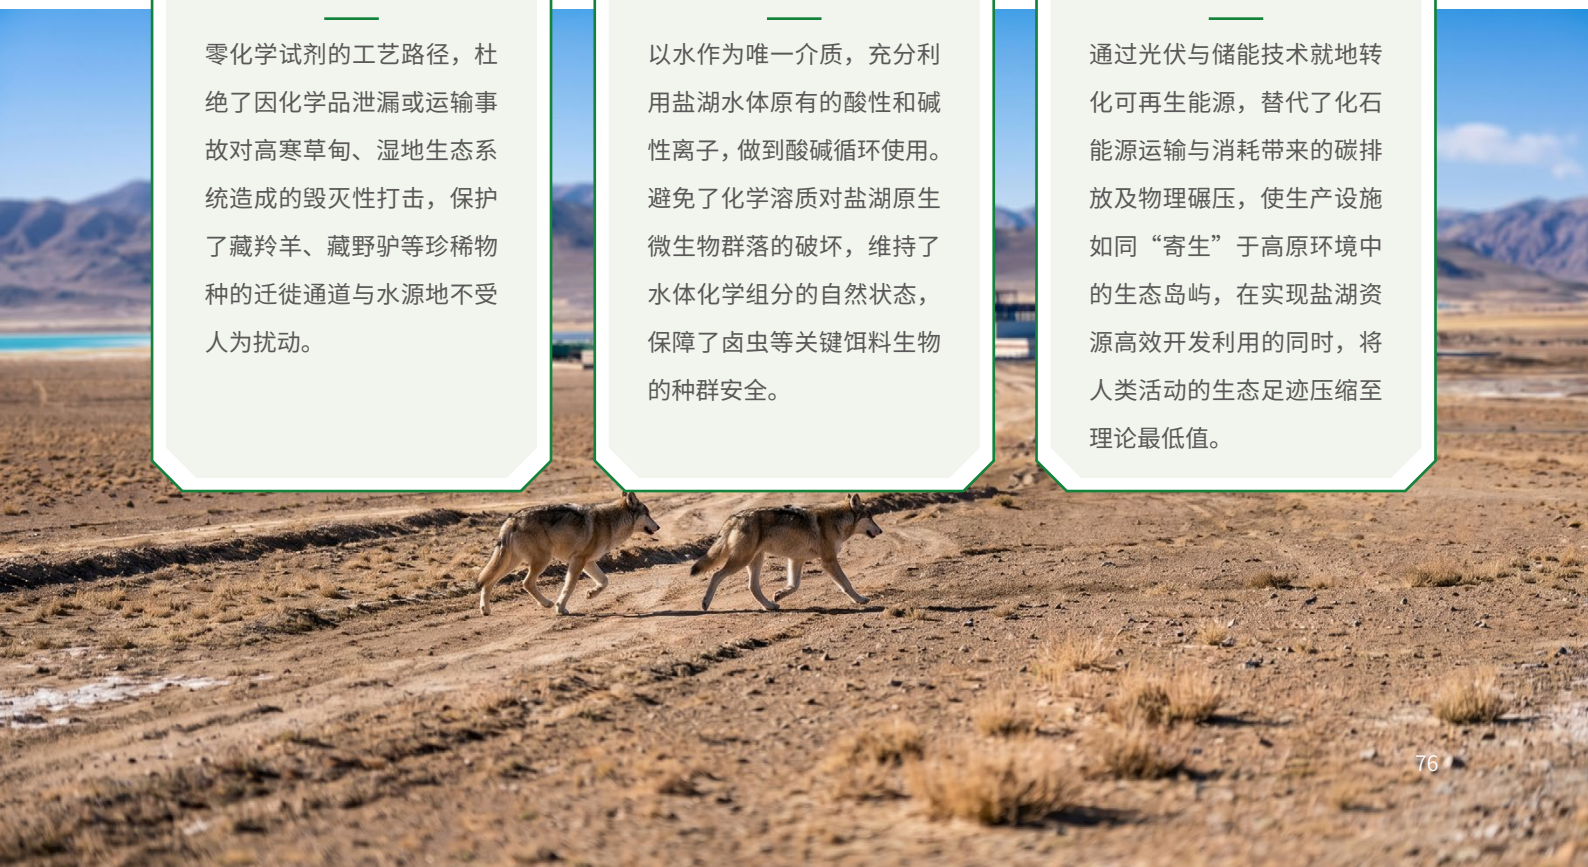 零化学试剂的工艺路径，杜
绝了因化学品泄漏或运输事
故对高寒草甸、湿地生态系
统造成的毁灭性打击，保护
了藏羚羊、藏野驴等珍稀物
种的迁徙通道与水源地不受
人为扰动。
以水作为唯一介质，充分利
用盐湖水体原有的酸性和碱
性离子，做到酸碱循环使用。
避免了化学溶质对盐湖原生
微生物群落的破坏，维持了
水体化学组分的自然状态，
保障了卤虫等关键饵料生物
的种群安全。
通过光伏与储能技术就地转
化可再生能源，替代了化石
能源运输与消耗带来的碳排
放及物理碾压，使生产设施
如同“寄生”于高原环境中
的生态岛屿，在实现盐湖资
源高效开发利用的同时，将
人类活动的生态足迹压缩至
理论最低值。
76